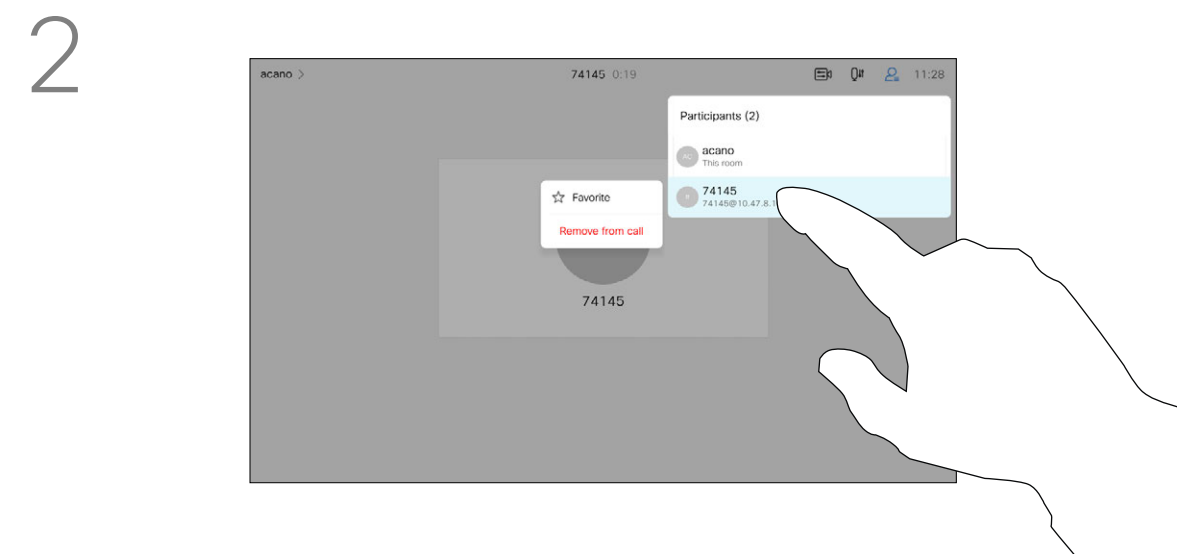 2
acano >
74145 0:19
11:28
Participants (2)
AC
acano
This room
74145
Favorite
Remove from call
74145